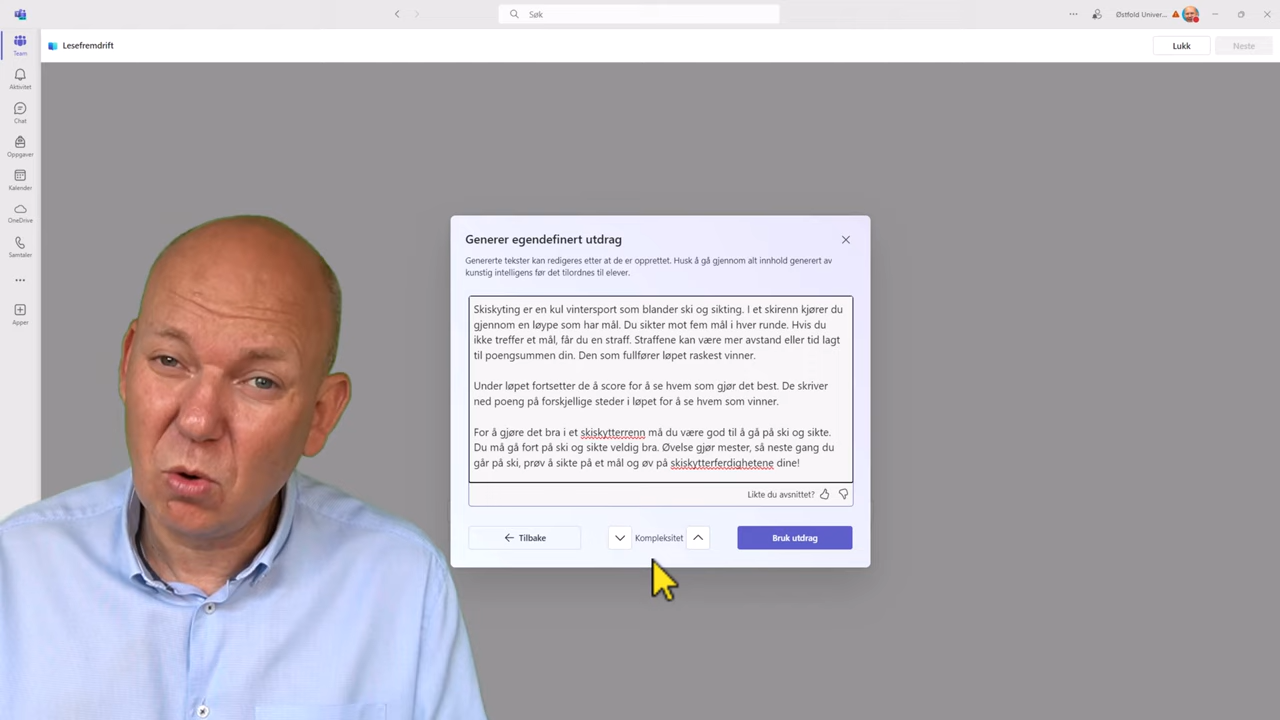 Søk
Østfold Univer...
Lesefremdrift
Lukk
Neste
Team
Aktivitet
Chat
Oppgaver
Kalender
OneDrive
Samtaler
Apper
Generer egendefinert utdrag
Genererte tekster kan redigeres etter at de er opprettet. Husk å gå gjennom alt innhold generert av
kunstig intelligens før det tilordnes til elever.
Skiskyting er en kul vintersport som blander ski og sikting. I et skirenn kjører du
gjennom en løype som har mål. Du sikter mot fem mål i hver runde. Hvis du
ikke treffer et mål, får du en straff. Straffene kan være mer avstand eller tid lagt
til poengsummen din. Den som fullfører løpet raskest vinner.
Under løpet fortsetter de å score for å se hvem som gjør det best. De skriver
ned poeng på forskjellige steder i løpet for å se hvem som vinner.
For å gjøre det bra i et skiskytterrenn må du være god til å gå på ski og sikte.
Du må gå fort på ski og sikte veldig bra. Øvelse gjør mester, så neste gang du
går på ski, prøv å sikte på et mål og øv på skiskytterferdighetene dine!
Likte du avsnittet?
Tilbake
Kompleksitet
Bruk utdrag